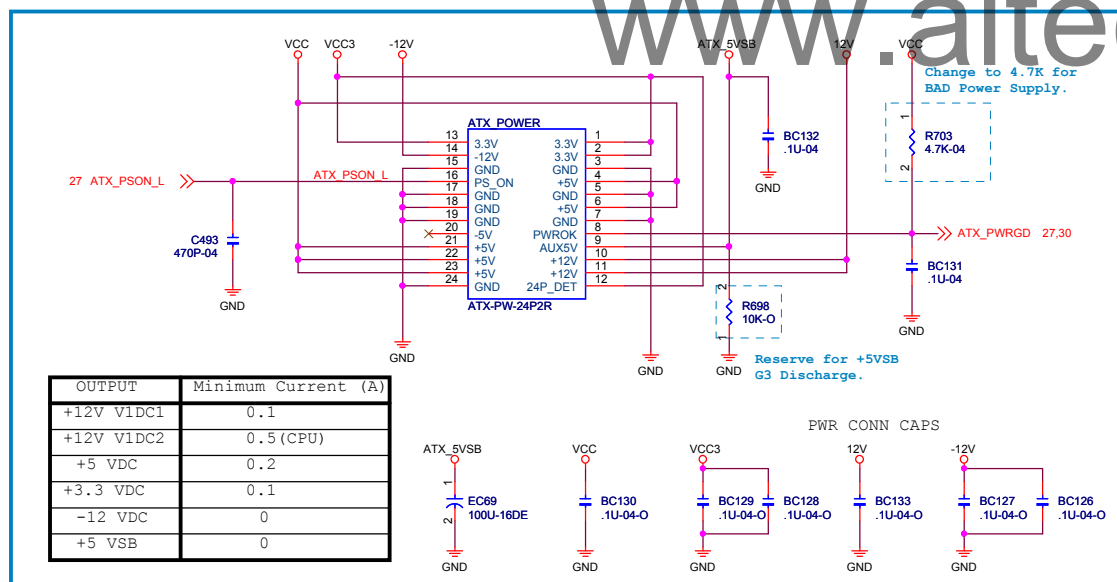 www.alte
VCC VCC3 -12V ATX_5VSB 12V VCC
Change to 4.7K for
BAD Power Supply.
ATX_POWER
13 3.3V 3.3V 1
14 -12V 3.3V 2
15 GND GND 3
16 PS_ON +5V 4
17 GND GND 5
18 GND +5V 6
19 GND GND 7
20 -5V PWROK 8
21 +5V AUX5V 9
22 +5V +12V 10
23 +5V +12V 11
24 GND 24P_DET 12
ATX-PW-24P2R
27 ATX_PSON_L
ATX_PSON_L
C493
470P-04
GND
GND
GND
BC132
.1U-04
GND
1
R703
4.7K-04
2
ATX_PWRGD 27,30
BC131
.1U-04
GND
2
R698
10K-O
1
GND
Reserve for +5VSB
G3 Discharge.
OUTPUT Minimum Current (A)
+12V V1DC1 0.1
+12V V1DC2 0.5(CPU)
+5 VDC 0.2
+3.3 VDC 0.1
-12 VDC 0
+5 VSB 0
PWR CONN CAPS
ATX_5VSB VCC VCC3 12V -12V
1
EC69
100U-16DE
2
GND
BC130
.1U-04-O
GND
BC129
.1U-04-O
BC128
.1U-04-O
GND
BC133
.1U-04-O
GND
BC127
.1U-04-O
BC126
.1U-04-O
GND